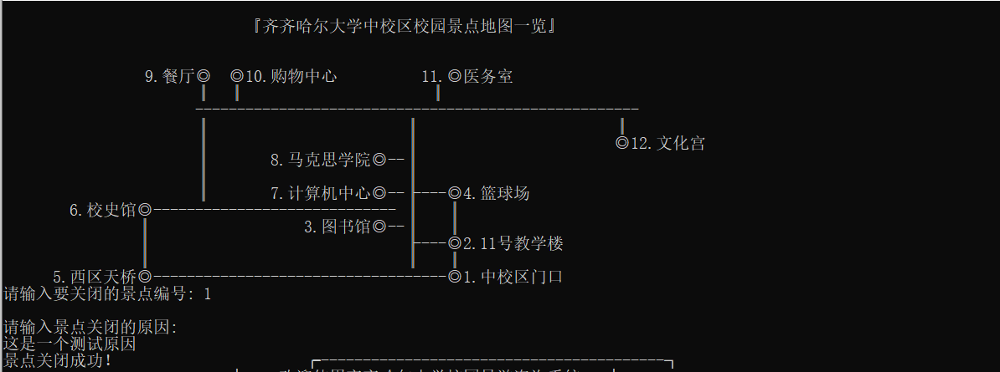 『齐齐哈尔大学中校区校园景点地图一览』
9.餐厅◎ ◎10.购物中心 11.◎医务室
◎12.文化宫
8.马克思学院◎--
7.计算机中心◎-- ----◎4.篮球场
6.校史馆◎-----------------------------
3.图书馆◎--
----◎2.11号教学楼
5.西区天桥◎-----------------------------------◎1.中校区门口
请输入要关闭的景点编号: 1
请输入景点关闭的原因:
这是一个测试原因
景点关闭成功!